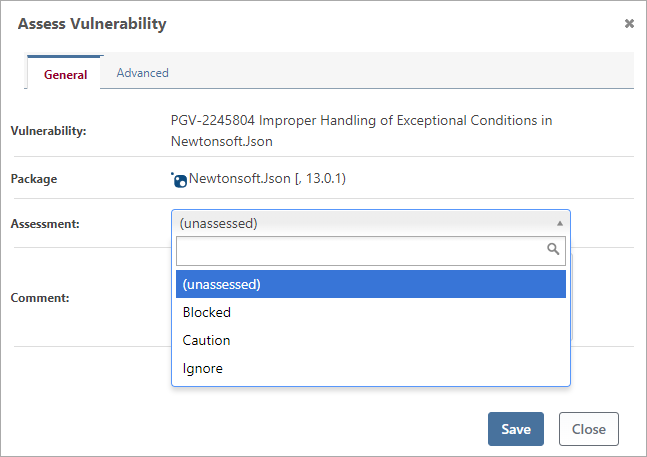 Assess Vulnerability
General Advanced
Vulnerability: PGV-2245804 Improper Handling of Exceptional Conditions in
Newtonsoft.Json
Package Newtonsoft.Json [, 13.0.1)
Assessment: (unassessed)
(unassessed)
Comment: Blocked
Caution
Ignore
Save Close